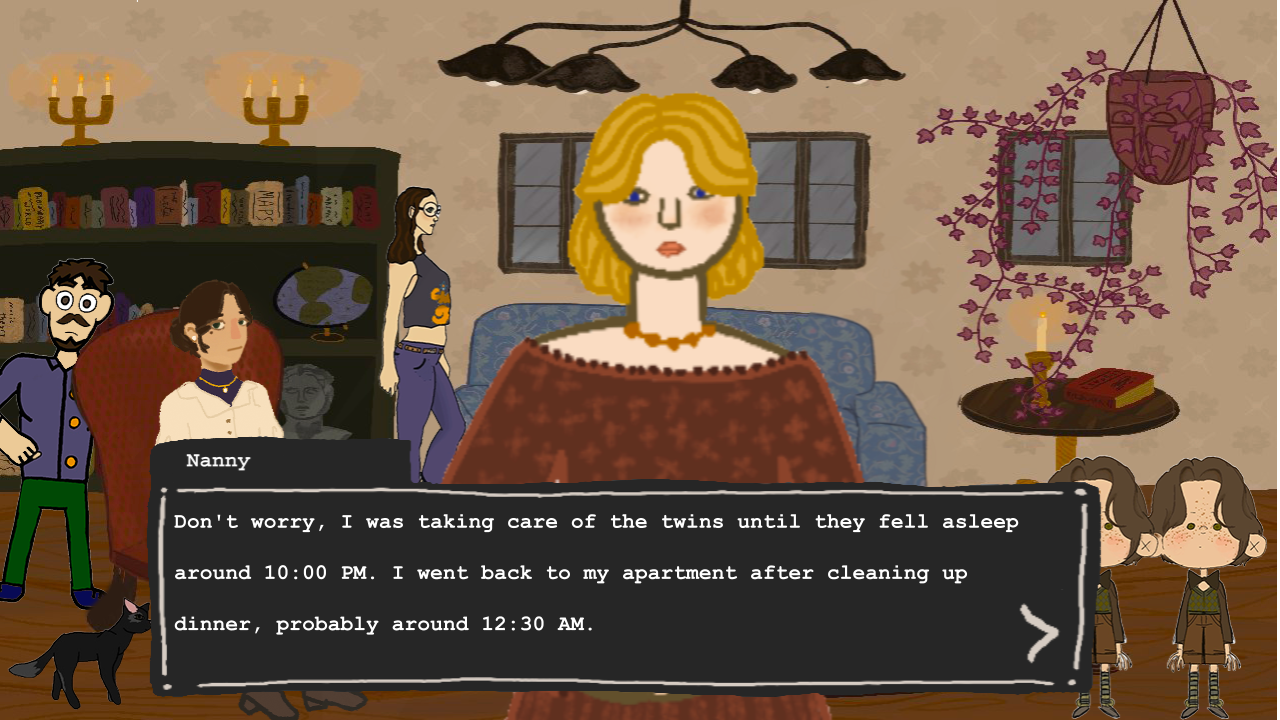 MAPS
Nanny
Don't worry, I was taking care of the twins until they fell asleep
around 10:00 PM. I went back to my apartment after cleaning up
dinner, probably around 12:30 AM.